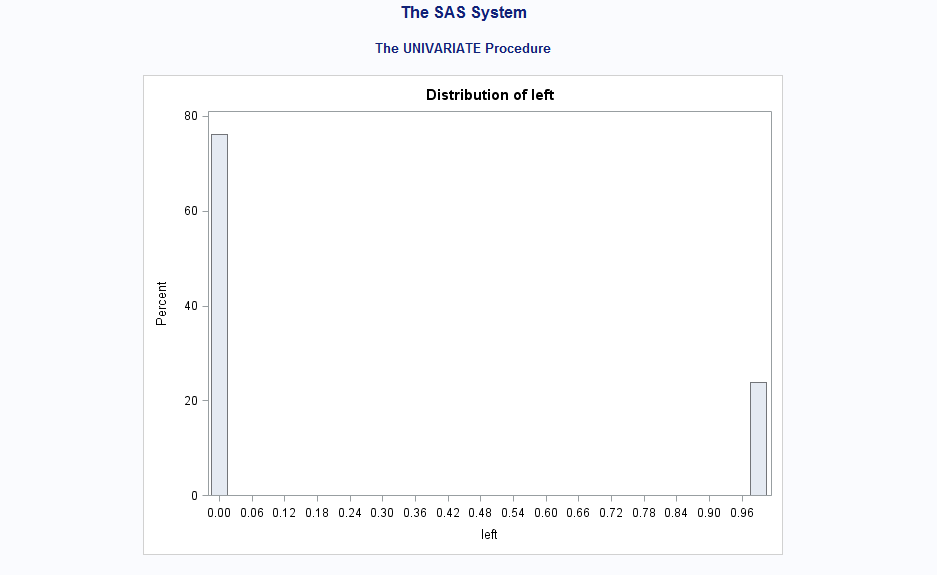 The SAS System
The UNIVARIATE Procedure
Distribution of left
80
60
40
20
0
Percent
0.00 0.06 0.12 0.18 0.24 0.30 0.36 0.42 0.48 0.54 0.60 0.66 0.72 0.78 0.84 0.90 0.96
left